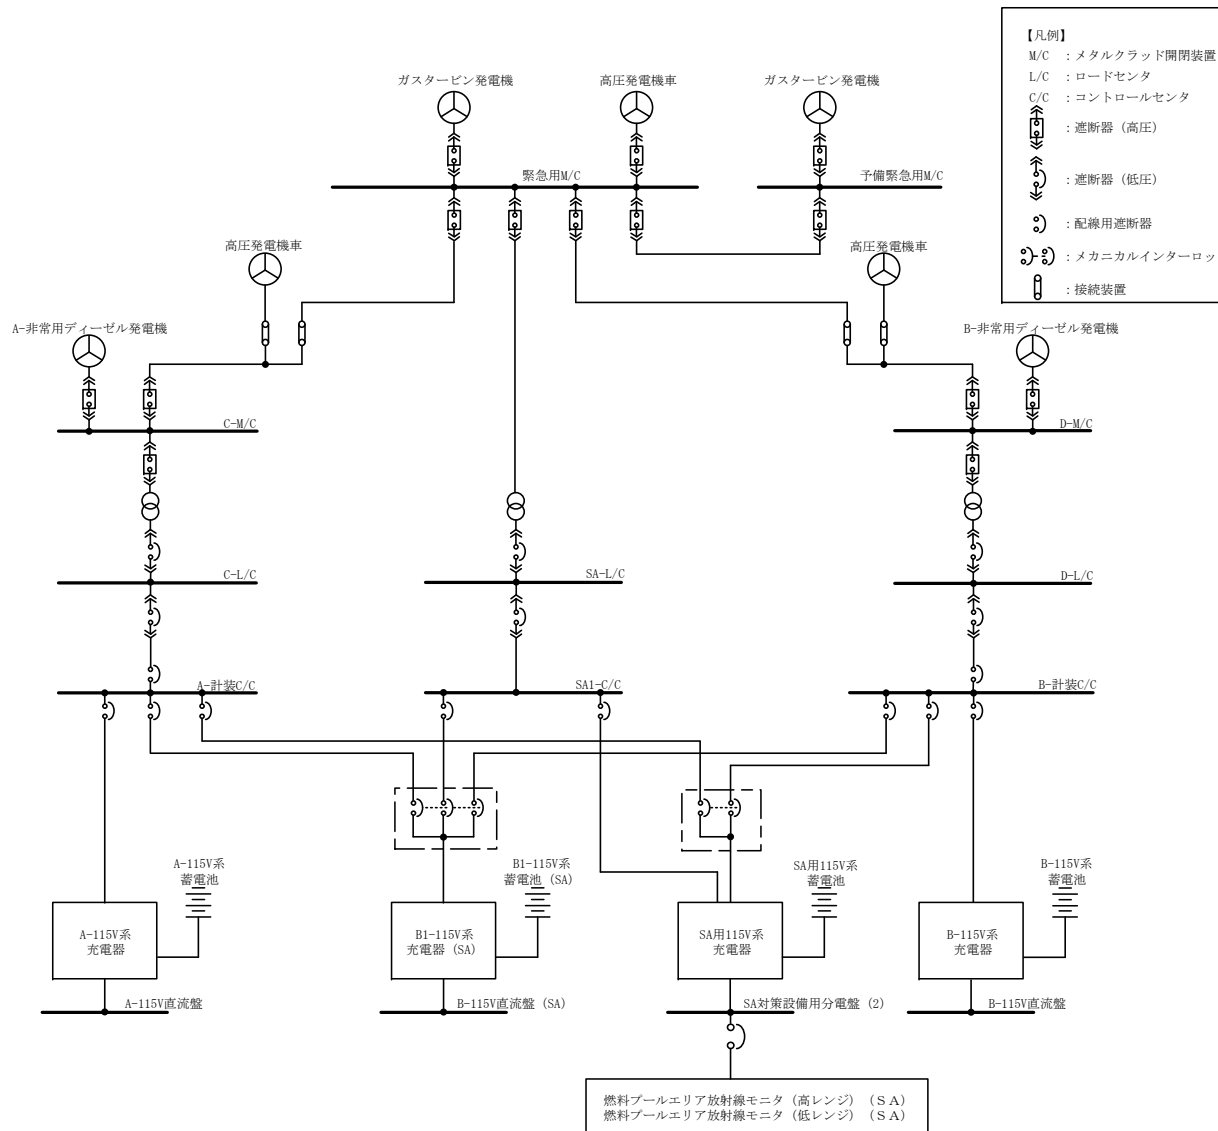 【凡例】
M/C ：メタルクラッド開閉装置
L/C ：ロードセンタ
C/C ：コントロールセンタ
：遮断器（高圧）
：遮断器（低圧）
：配線用遮断器
：メカニカルインターロッ
：接続装置
ガスタービン発電機
高圧発電機車
ガスタービン発電機
緊急用M/C
予備緊急用M/C
高圧発電機車
高圧発電機車
A-非常用ディーゼル発電機
B-非常用ディーゼル発電機
C-M/C
D-M/C
C-L/C
SA-L/C
D-L/C
A-計装C/C
SA1-C/C
B-計装C/C
A-115V系
蓄電池
B1-115V系
蓄電池（SA）
SA用115V系
蓄電池
B-115V系
蓄電池
A-115V系
充電器
B1-115V系
充電器（SA）
SA用115V系
充電器
B-115V系
充電器
A-115V直流盤
B-115V直流盤（SA）
SA対策設備用分電盤（2）
B-115V直流盤
燃料プールエリア放射線モニタ（高レンジ）（ＳＡ）
燃料プールエリア放射線モニタ（低レンジ）（ＳＡ）